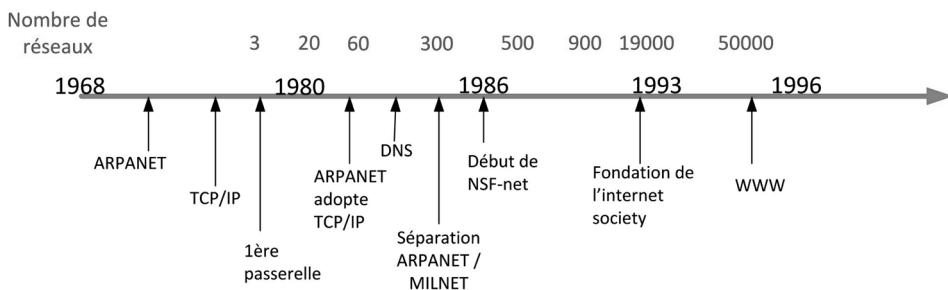 Nombre de
réseaux
3 20 60 300 500 900 19000 50000
1968 1980 1986 1993 1996
ARPANET
TCP/IP
1ère
passerelle
ARPANET
adopte
TCP/IP
DNS
Séparation
ARPANET /
MILNET
Début de
NSF-net
Fondation de
l'internet
society
WWW